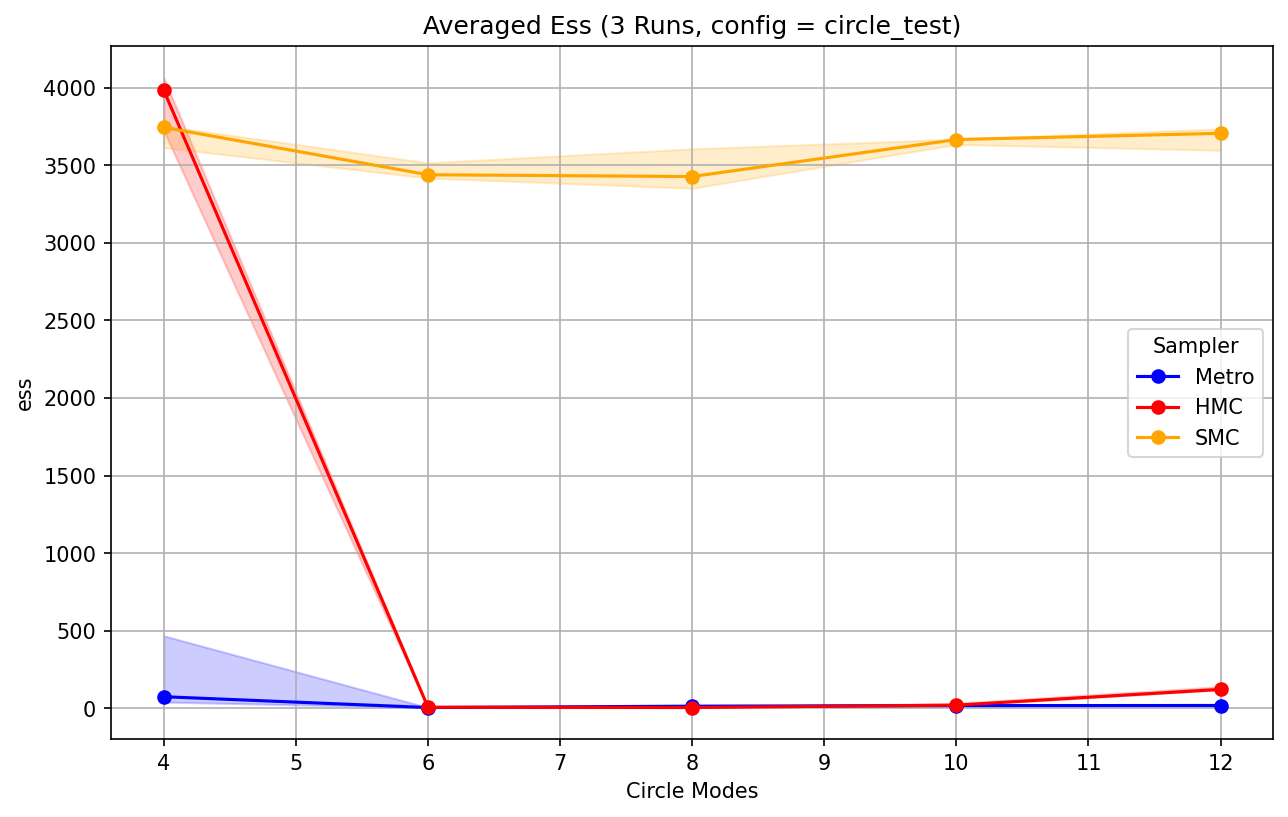 Averaged Ess (3 Runs, config = circle_test)
4000
3500
3000
2500
2000
1500
1000
500
0
ess
Sampler
Metro
HMC
SMC
4 5 6 7 8 9 10 11 12
Circle Modes